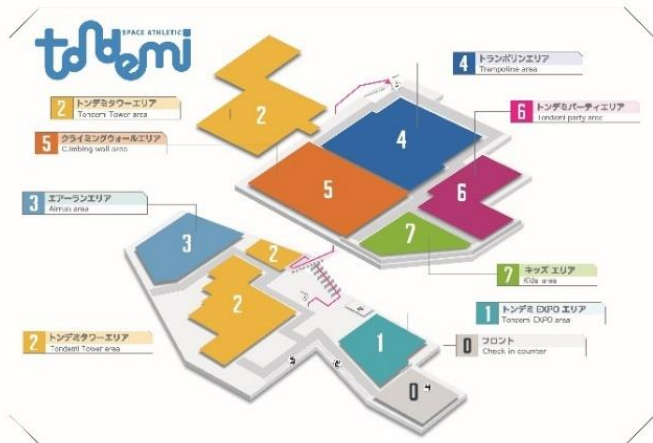 SPACE ATHLETIC
tondemi
2 トンデミタワーエリア
Tondemi Tower area
5 クライミングウォールエリア
Climbing wall area
3 エアーランエリア
2 トンデミタワーエリア
Tondemi Tower area
4 トランポリンエリア
Trampoline area
6 トンデミパーティエリア
Tondemi party area
7 キッズ エリア
Kids area
1 トンデミ EXPO エリア
Tondemi EXPO area
0 フロント
Check in counter
2
4
5
6
7
3
2
2
1
0